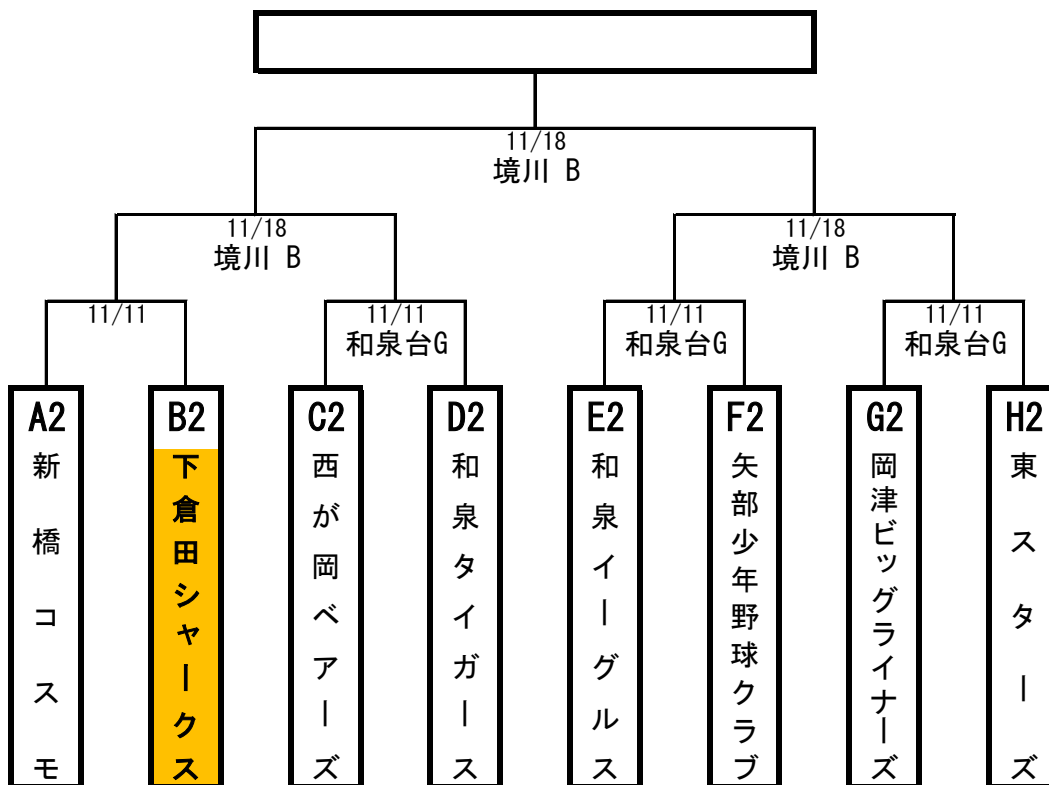 11/18
境川 B
11/18
境川 B
11/18
境川 B
11/11
11/11
和泉台G
11/11
和泉台G
11/11
和泉台G
A2
新橋コスモ
B2
下倉田シャークス
C2
西が岡ベアーズ
D2
和泉タイガース
E2
和泉イーグルス
F2
矢部少年野球クラブ
G2
岡津ビッグライナーズ
H2
東スターズ